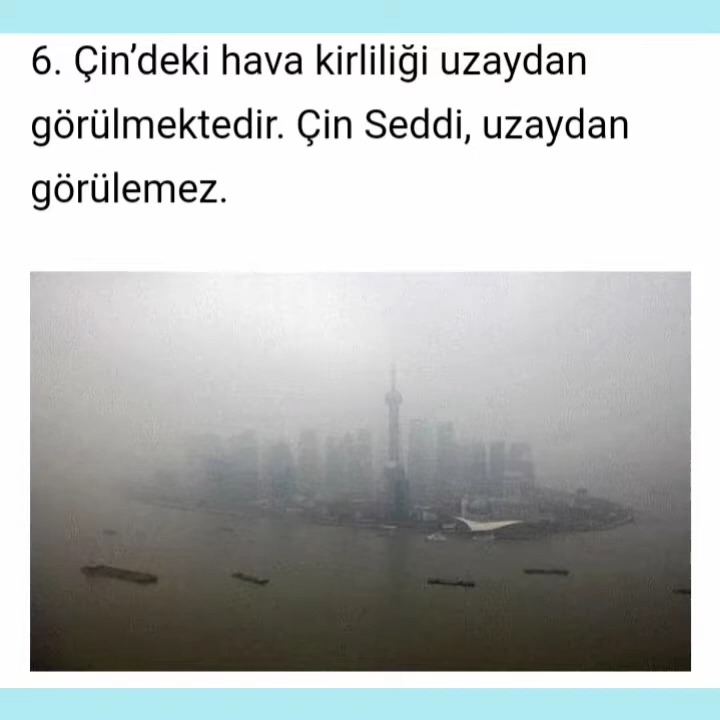 6. Çin’deki hava kirliliği uzaydan
görülmektedir. Çin Seddi, uzaydan
görülemez.